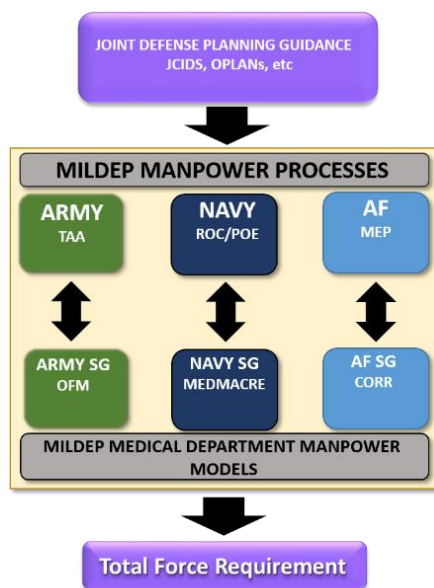 JOINT DEFENSE PLANNING GUIDANCE
JCIDS, OPLANs, etc
MILDEP MANPOWER PROCESSES
ARMY
TAA
NAVY
ROC/POE
AF
MEP
ARMY SG
OFM
NAVY SG
MEDMACRE
AF SG
CORR
MILDEP MEDICAL DEPARTMENT MANPOWER
MODELS
Total Force Requirement